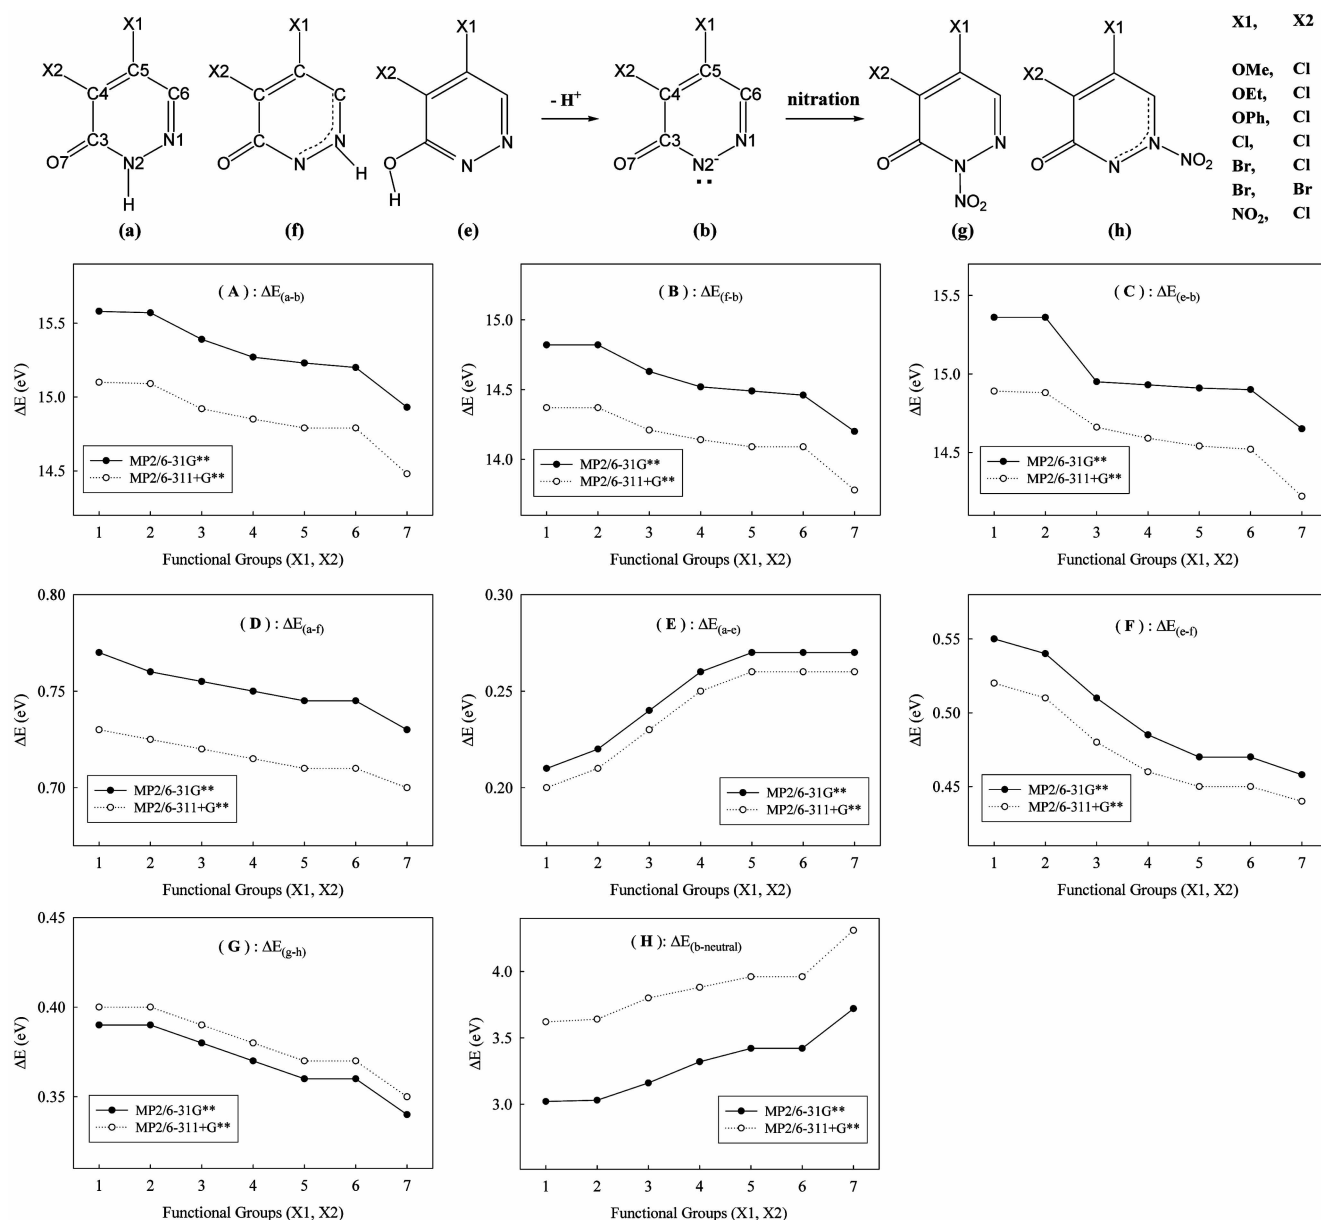 X1, X2
OMe, Cl
OEt, Cl
OPh, Cl
Cl, Cl
Br, Cl
Br, Br
NO2, Cl
X1
X2
C5
C4
C6
C3
N1
O7
N2
H
(a)
X1
X2
C
C
C
C
N
O
N
H
(f)
X1
X2
N
N
O
H
(e)
- H+
X1
X2
C5
C4
C6
C3
N1
O7
N2-
••
(b)
nitration
X1
X2
N
O
N
NO2
(g)
X1
X2
N
O
N
NO2
(h)
( A ) : ΔE(a-b)
ΔE (eV)
15.5
15.0
14.5
MP2/6-31G**
MP2/6-311+G**
1 2 3 4 5 6 7
Functional Groups (X1, X2)
( B ) : ΔE(f-b)
ΔE (eV)
15.0
14.5
14.0
MP2/6-31G**
MP2/6-311+G**
1 2 3 4 5 6 7
Functional Groups (X1, X2)
( C ) : ΔE(e-b)
ΔE (eV)
15.5
15.0
14.5
MP2/6-31G**
MP2/6-311+G**
1 2 3 4 5 6 7
Functional Groups (X1, X2)
( D ) : ΔE(a-f)
ΔE (eV)
0.80
0.75
0.70
MP2/6-31G**
MP2/6-311+G**
1 2 3 4 5 6 7
Functional Groups (X1, X2)
( E ) : ΔE(a-e)
ΔE (eV)
0.30
0.25
0.20
MP2/6-31G**
MP2/6-311+G**
1 2 3 4 5 6 7
Functional Groups (X1, X2)
( F ) : ΔE(e-f)
ΔE (eV)
0.55
0.50
0.45
MP2/6-31G**
MP2/6-311+G**
1 2 3 4 5 6 7
Functional Groups (X1, X2)
( G ) : ΔE(g-h)
ΔE (eV)
0.45
0.40
0.35
MP2/6-31G**
MP2/6-311+G**
1 2 3 4 5 6 7
Functional Groups (X1, X2)
( H ): ΔE(b-neutral)
ΔE (eV)
4.0
3.5
3.0
MP2/6-31G**
MP2/6-311+G**
1 2 3 4 5 6 7
Functional Groups (X1, X2)